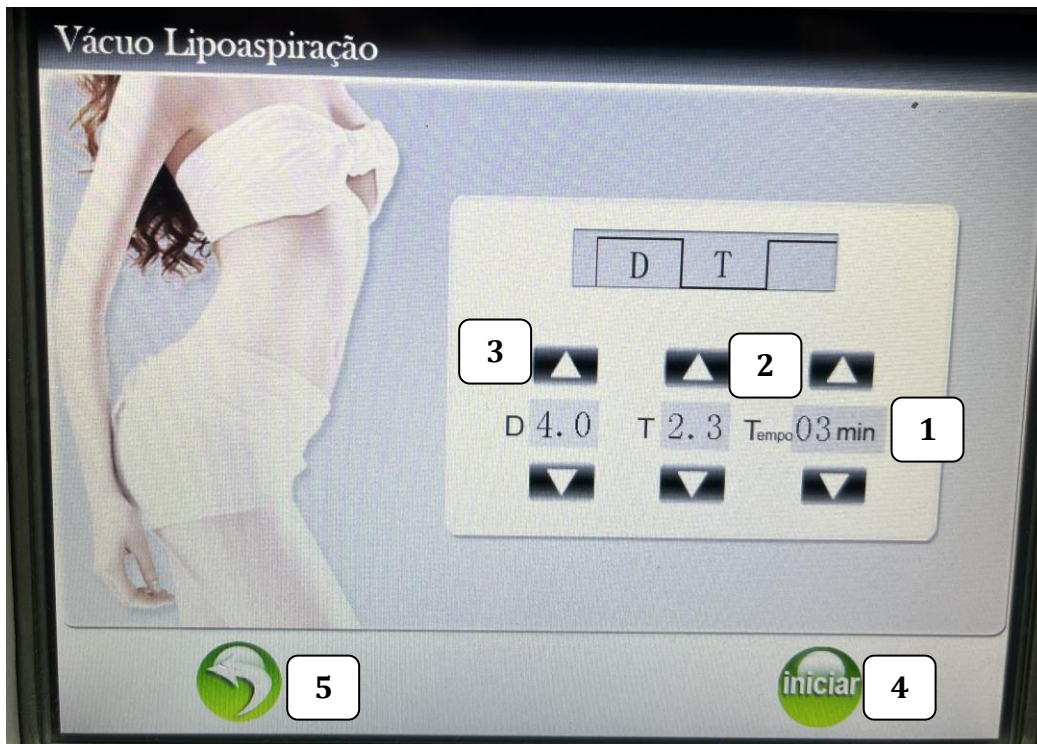 Vácuo Lipoaspiração
D T
3
2
D 4.0 T 2.3 Tempo 03 min 1
5
iniciar 4